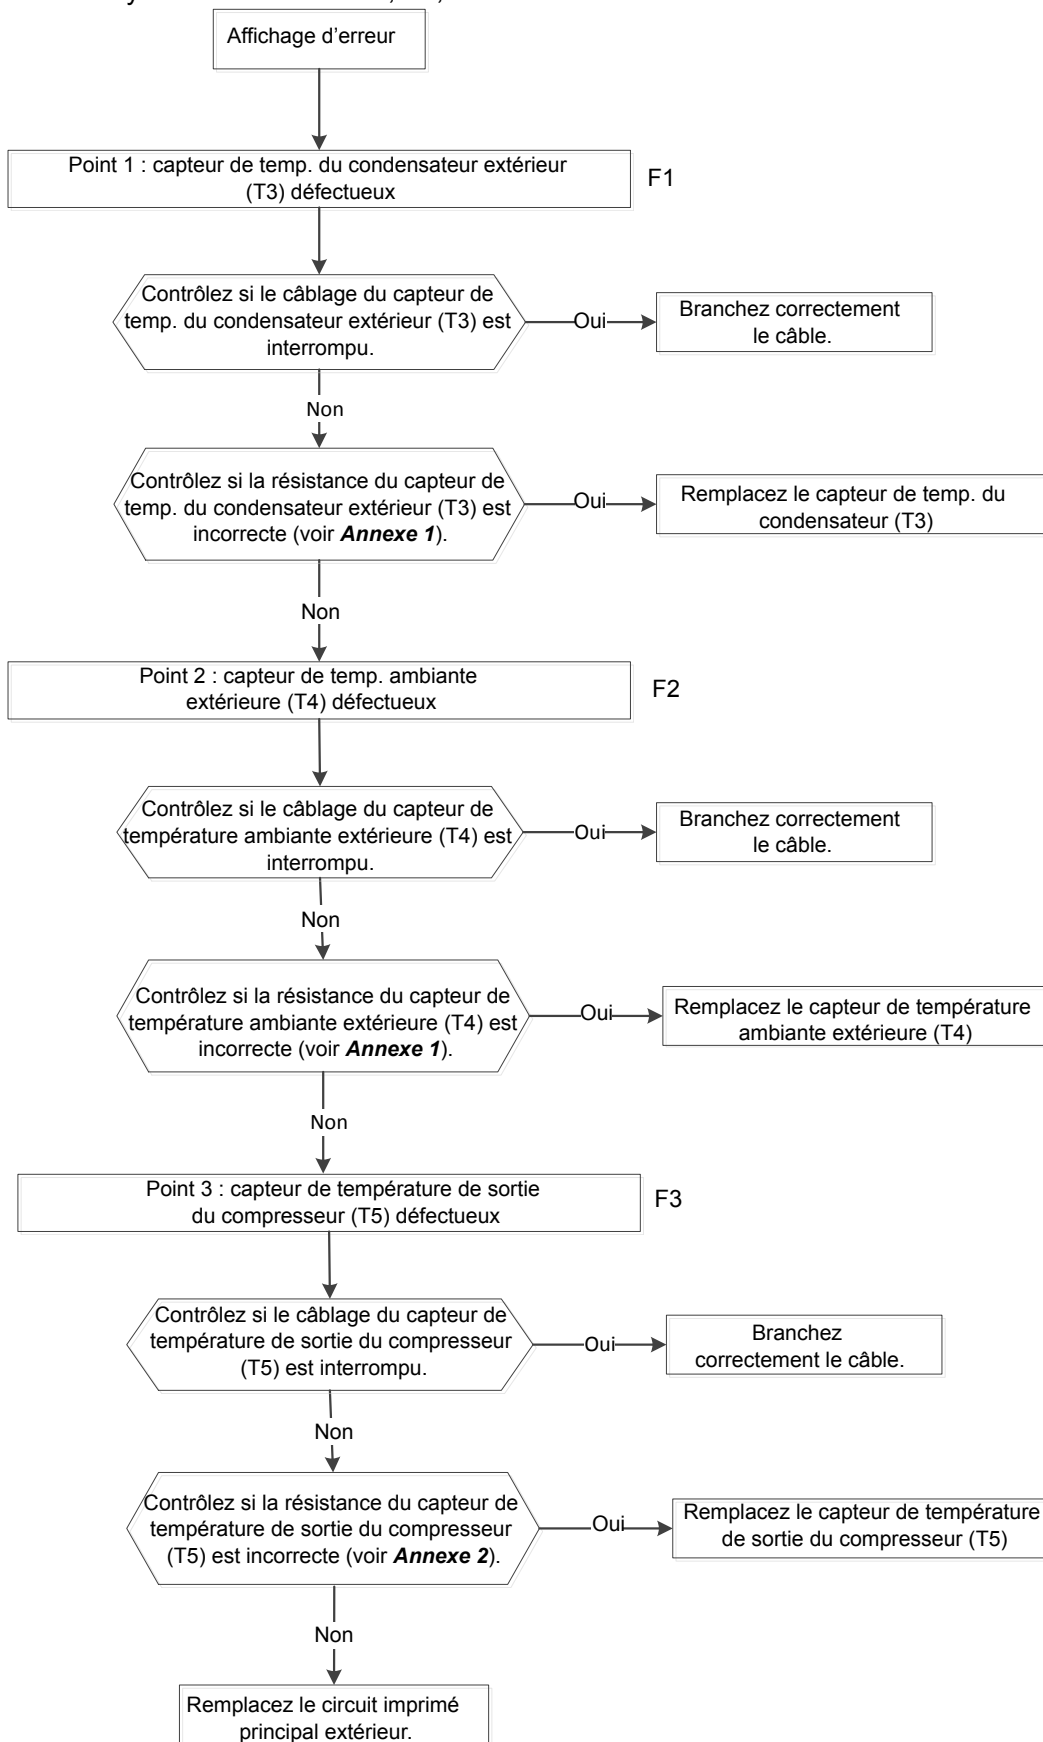 Affichage d'erreur
Point 1 : capteur de temp. du condensateur extérieur
(T3) défectueux
F1
Contrôlez si le câblage du capteur de
temp. du condensateur extérieur (T3) est
interrompu.
Oui
Branchez correctement
le câble.
Non
Contrôlez si la résistance du capteur de
temp. du condensateur extérieur (T3) est
incorrecte (voir Annexe 1).
Oui
Remplacez le capteur de temp. du
condensateur (T3)
Non
Point 2 : capteur de temp. ambiante
extérieure (T4) défectueux
F2
Contrôlez si le câblage du capteur de
température ambiante extérieure (T4) est
interrompu.
Oui
Branchez correctement
le câble.
Non
Contrôlez si la résistance du capteur de
température ambiante extérieure (T4) est
incorrecte (voir Annexe 1).
Oui
Remplacez le capteur de température
ambiante extérieure (T4)
Non
Point 3 : capteur de température de sortie
du compresseur (T5) défectueux
F3
Contrôlez si le câblage du capteur de
température de sortie du compresseur
(T5) est interrompu.
Oui
Branchez
correctement le câble.
Non
Contrôlez si la résistance du capteur de
température de sortie du compresseur
(T5) est incorrecte (voir Annexe 2).
Oui
Remplacez le capteur de température
de sortie du compresseur (T5)
Non
Remplacez le circuit imprimé
principal extérieur.